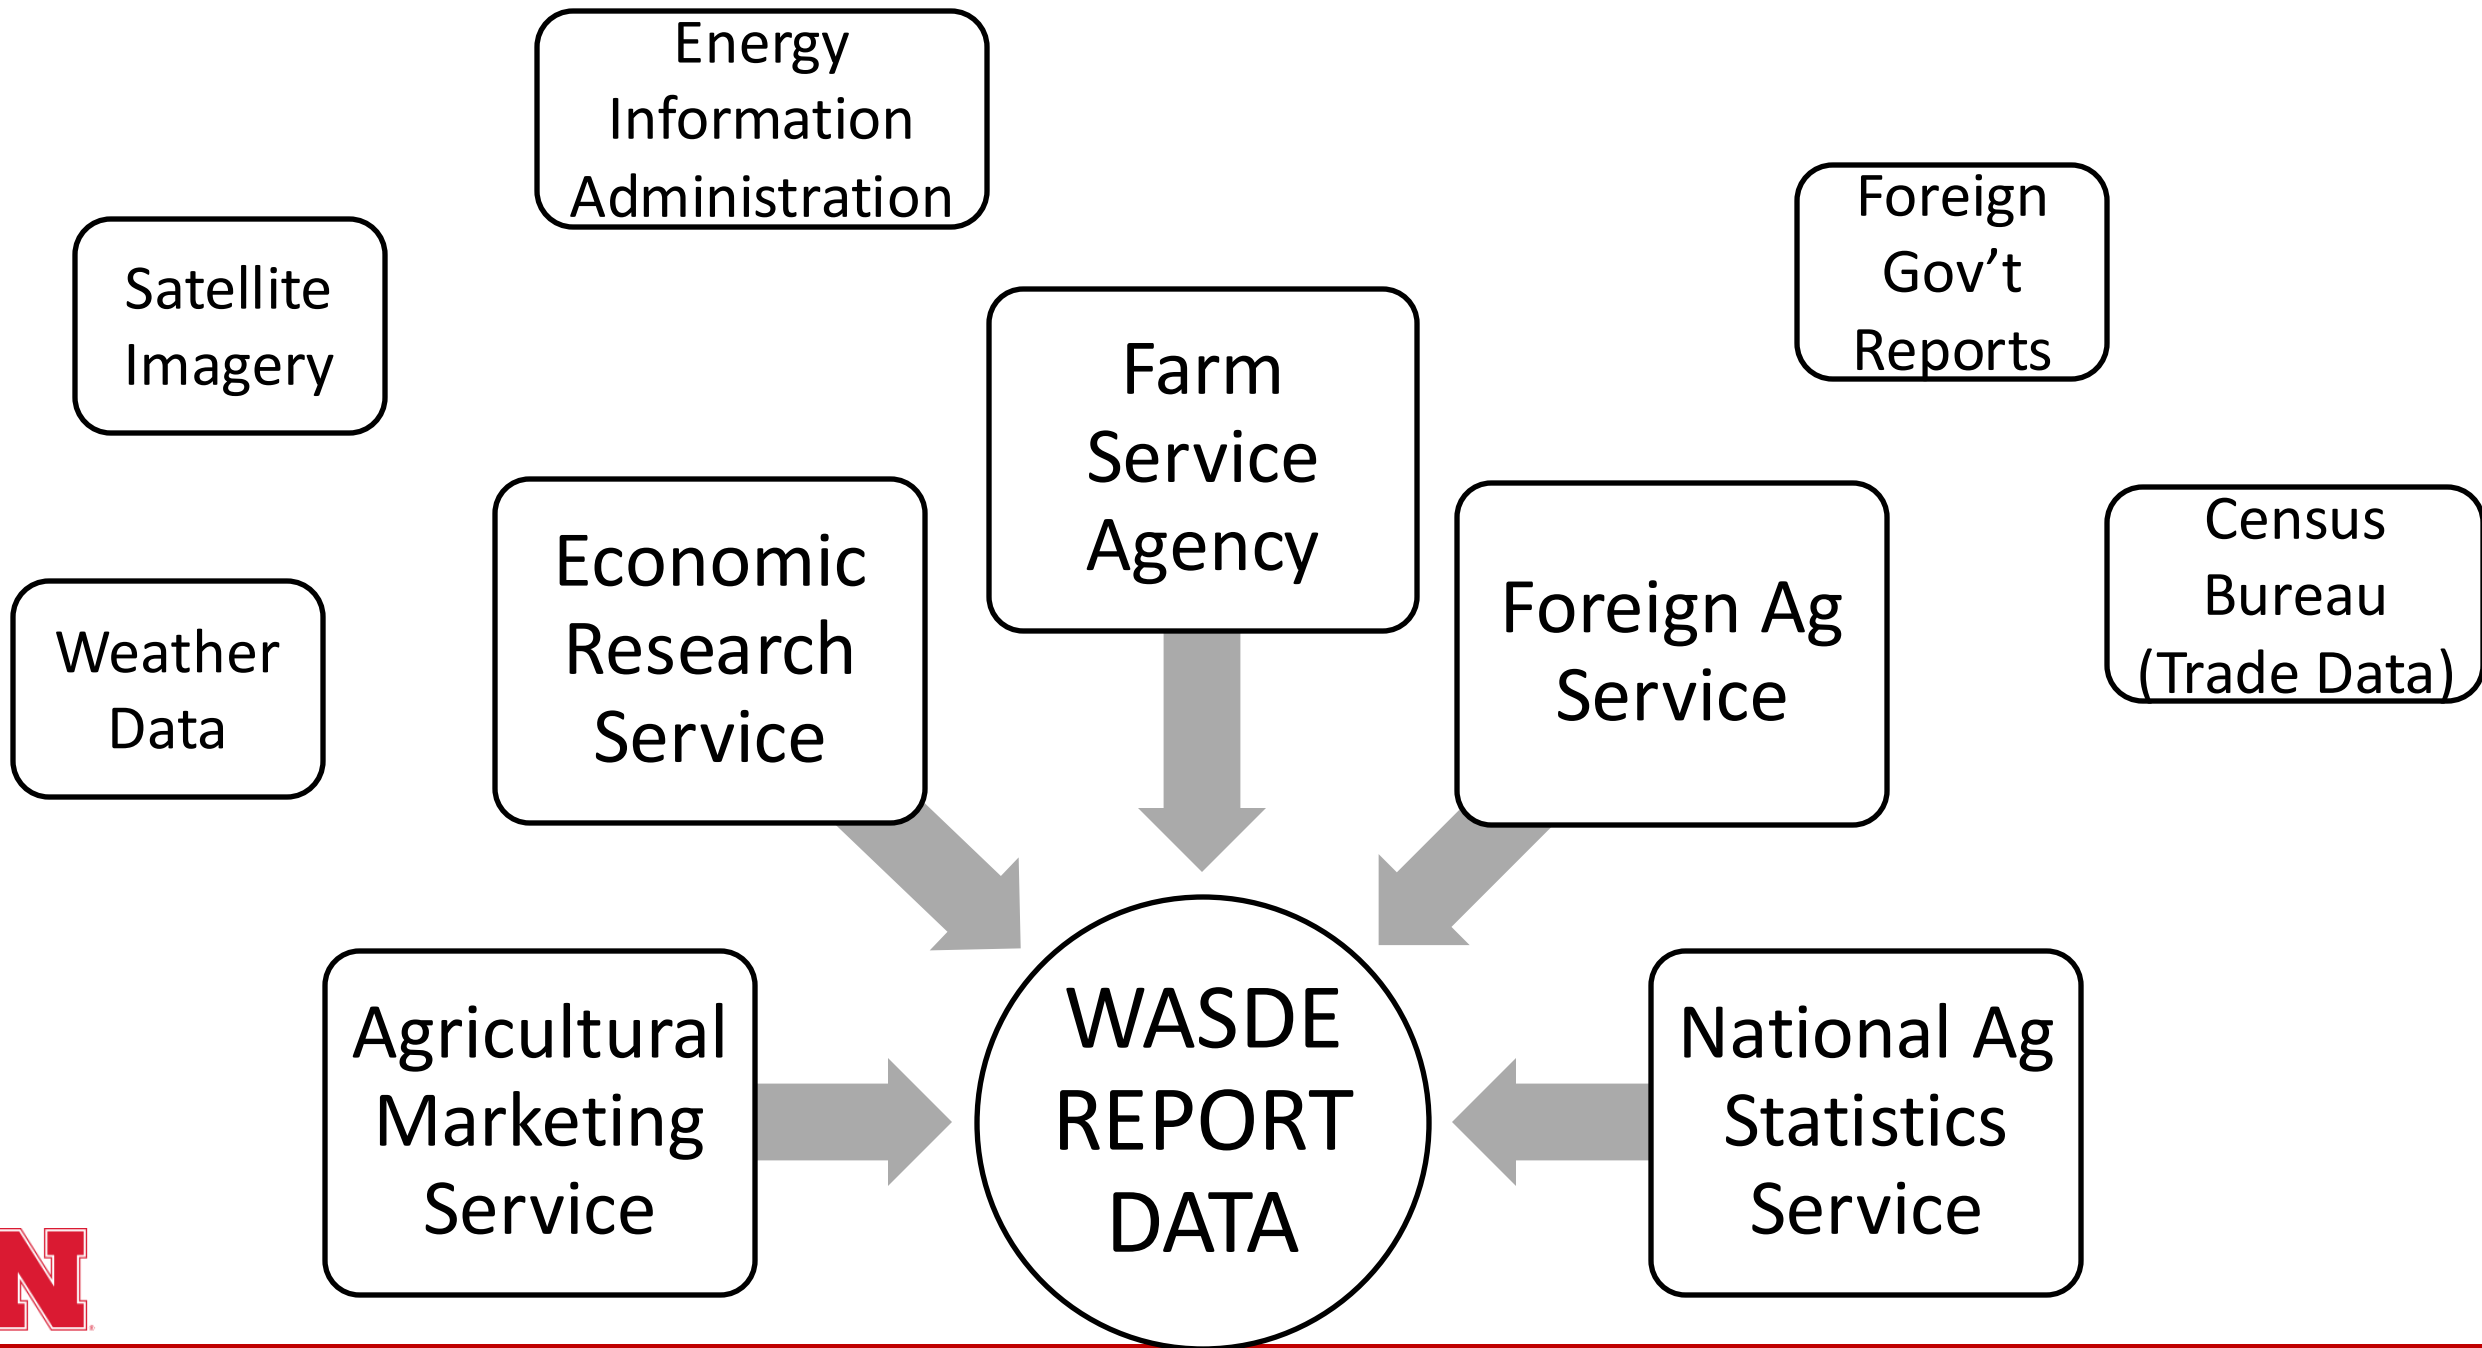 Energy
Information
Administration
Foreign
Gov’t
Reports
Satellite
Imagery
Farm
Service
Agency
Economic
Research
Service
Foreign Ag
Service
Census
Bureau
(Trade Data)
Weather
Data
Agricultural
Marketing
Service
WASDE
REPORT
DATA
National Ag
Statistics
Service
N